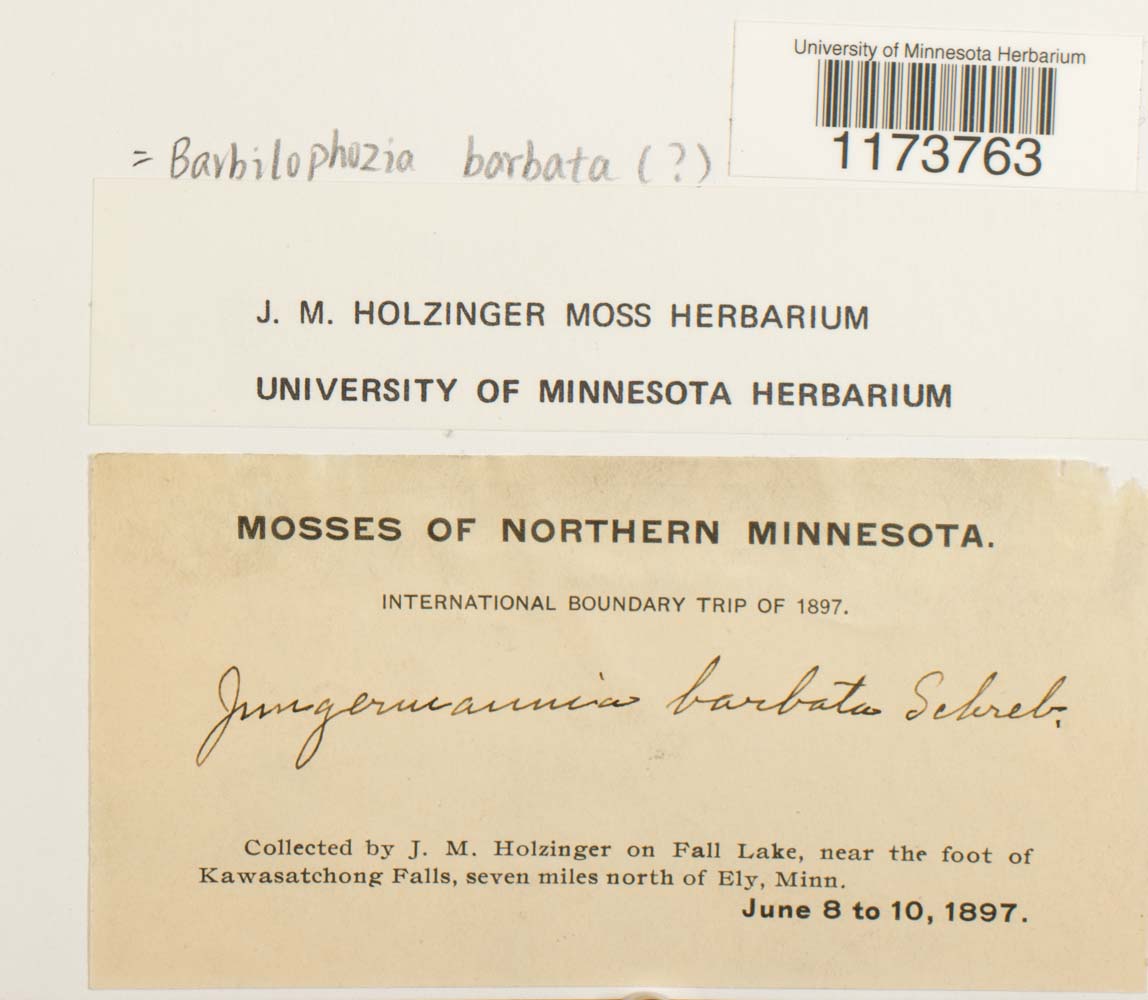 University of Minnesota Herbarium
1173763
= Barbilophozia barbata (?)
J. M. HOLZINGER MOSS HERBARIUM
UNIVERSITY OF MINNESOTA HERBARIUM
MOSSES OF NORTHERN MINNESOTA.
INTERNATIONAL BOUNDARY TRIP OF 1897.
Jungermannia barbata Schreb.
Collected by J. M. Holzinger on Fall Lake, near the foot of
Kawasatchong Falls, seven miles north of Ely, Minn.
June 8 to 10, 1897.